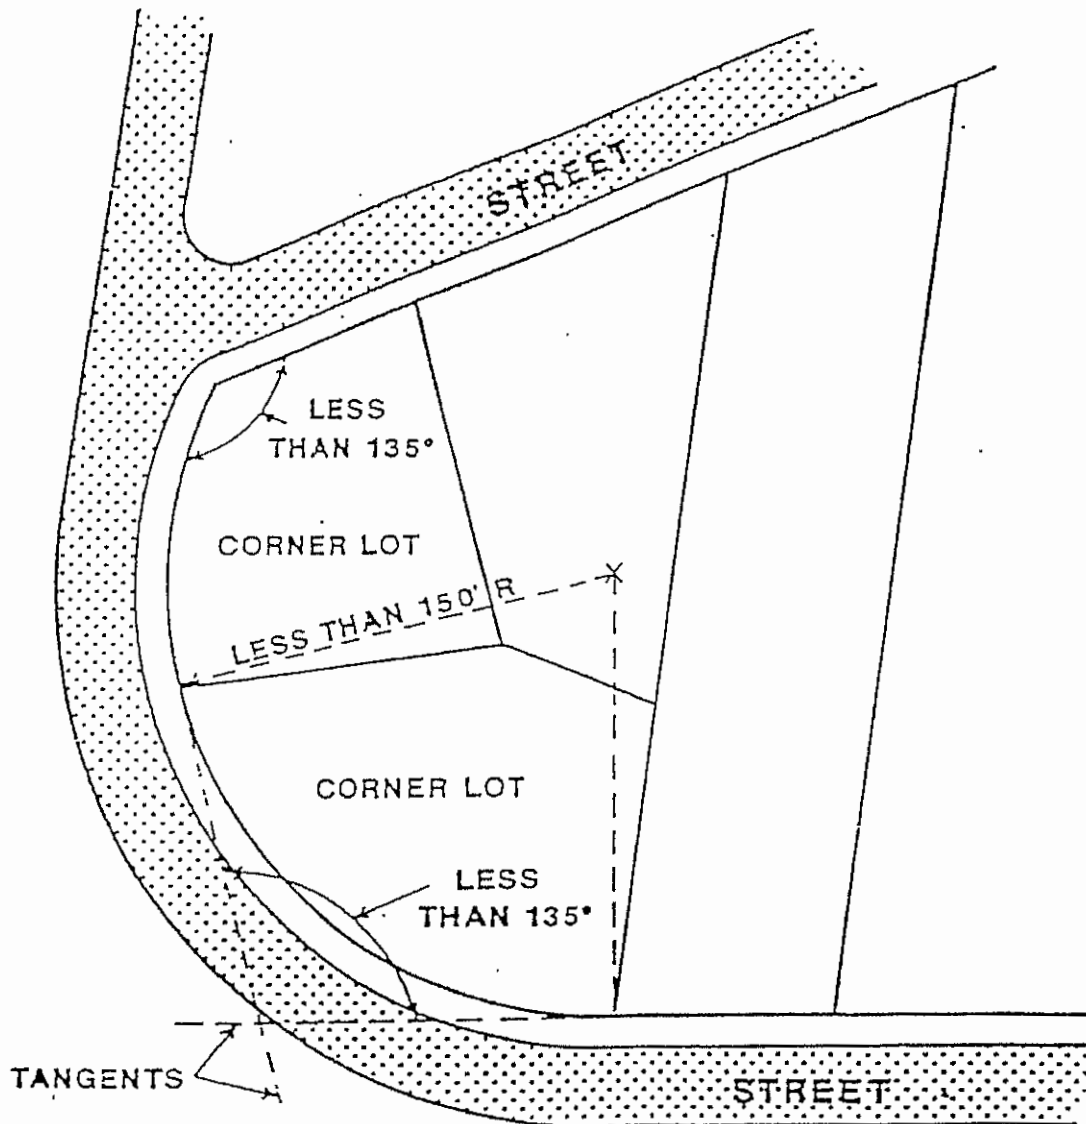 STREET
LESS
THAN 135°
CORNER LOT
LESS THAN 150' R
CORNER LOT
LESS
THAN 135°
TANGENTS
STREET